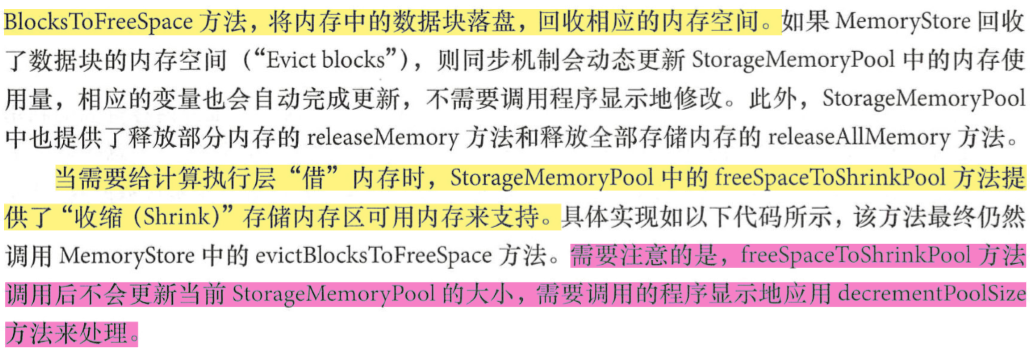 BlocksToFreeSpace 方法，将内存中的数据块落盘，回收相应的内存空间。如果 MemoryStore 回收
了数据块的内存空间（“Evict blocks”），则同步机制会动态更新 StorageMemoryPool 中的内存使
用量，相应的变量也会自动完成更新，不需要调用程序显示地修改。此外，StorageMemoryPool
中也提供了释放部分内存的 releaseMemory 方法和释放全部存储内存的 releaseAllMemory 方法。
当需要给计算执行层“借”内存时，StorageMemoryPool 中的 freeSpaceToShrinkPool 方法提
供了“收缩（Shrink）”存储内存区可用内存来支持。具体实现如以下代码所示，该方法最终仍然
调用 MemoryStore 中的 evictBlocksToFreeSpace 方法。需要注意的是，freeSpaceToShrinkPool 方法
调用后不会更新当前 StorageMemoryPool 的大小，需要调用的程序显示地应用 decrementPoolSize
方法来处理。